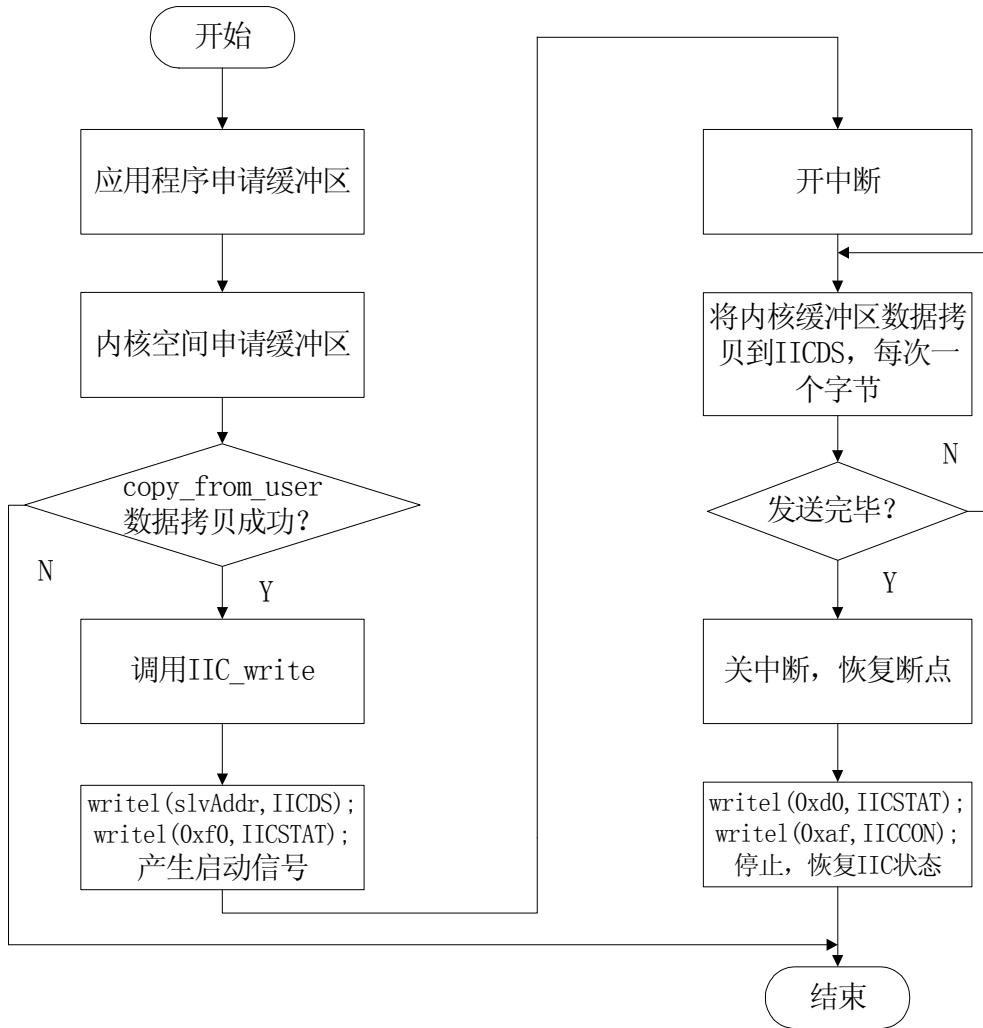 开始
应用程序申请缓冲区
内核空间申请缓冲区
copy_from_user
数据拷贝成功？
N
Y
调用IIC_write
writel(slvAddr,IICDS);
writel(0xf0,IICSTAT);
产生启动信号
开中断
将内核缓冲区数据拷
贝到IICDS，每次一
个字节
N
发送完毕？
Y
关中断，恢复断点
writel(0xd0,IICSTAT);
writel(0xaf,IICCON);
停止，恢复IIC状态
结束